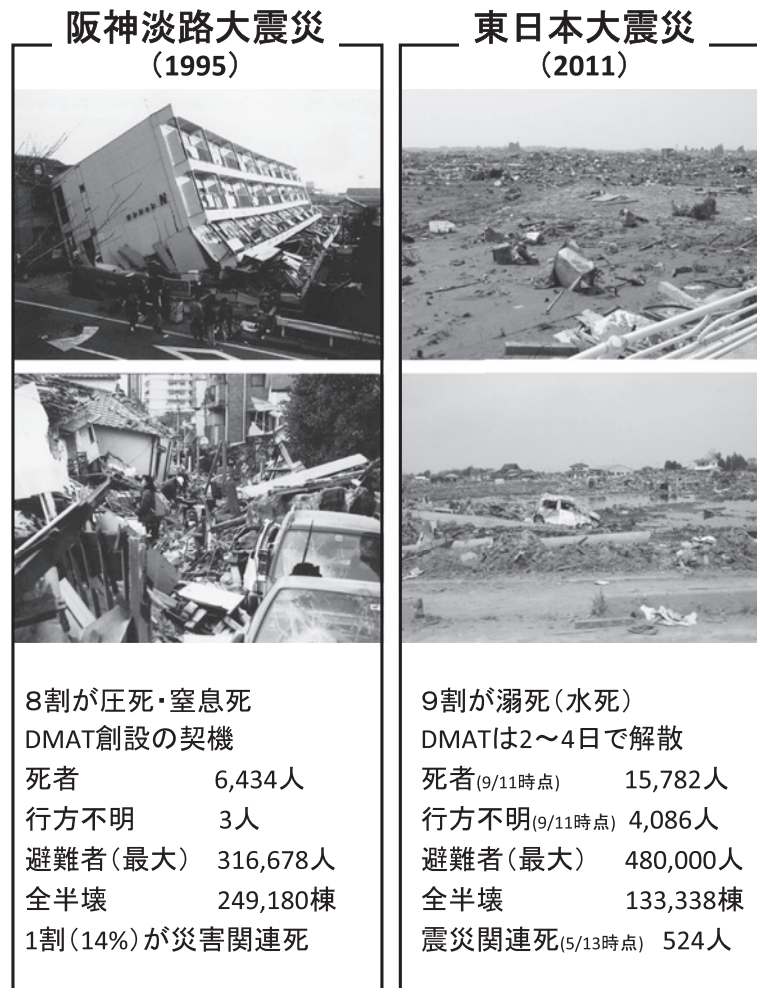 阪神淡路大震災
（1995）
8割が圧死・窒息死
DMAT創設の契機
死者 6,434人
行方不明 3人
避難者（最大） 316,678人
全半壊 249,180棟
1割（14%）が災害関連死
東日本大震災
（2011）
9割が溺死（水死）
DMATは2〜4日で解散
死者(9/11時点) 15,782人
行方不明(9/11時点) 4,086人
避難者（最大） 480,000人
全半壊 133,338棟
震災関連死(5/13時点) 524人